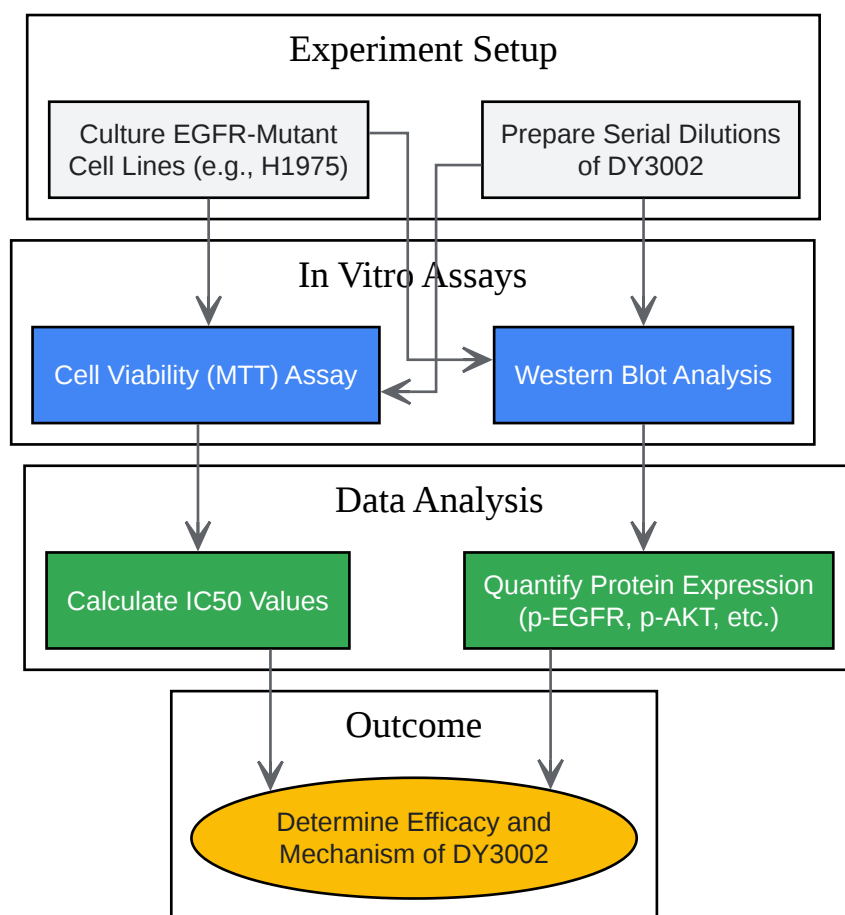 Experiment Setup
Culture EGFR-Mutant
Cell Lines (e.g., H1975)
Prepare Serial Dilutions
of DY3002
In Vitro Assays
Cell Viability (MTT) Assay
Western Blot Analysis
Data Analysis
Calculate IC50 Values
Quantify Protein Expression
(p-EGFR, p-AKT, etc.)
Outcome
Determine Efficacy and
Mechanism of DY3002